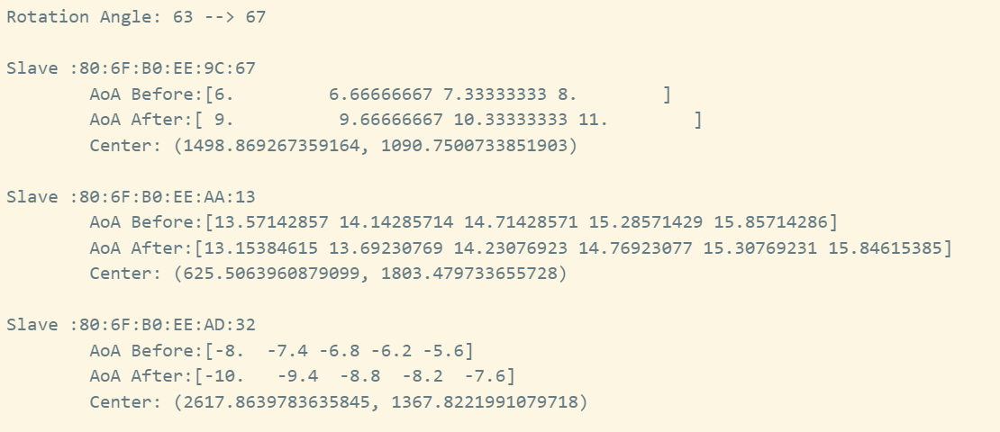 Rotation Angle: 63 --> 67
Slave :80:6F:B0:EE:9C:67
AoA Before:[6.         6.66666667 7.33333333 8.        ]
AoA After:[ 9.          9.66666667 10.33333333 11.        ]
Center: (1498.869267359164, 1090.7500733851903)
Slave :80:6F:B0:EE:AA:13
AoA Before:[13.57142857 14.14285714 14.71428571 15.28571429 15.85714286]
AoA After:[13.15384615 13.69230769 14.23076923 14.76923077 15.30769231 15.84615385]
Center: (625.5063960879099, 1803.479733655728)
Slave :80:6F:B0:EE:AD:32
AoA Before:[-8.  -7.4 -6.8 -6.2 -5.6]
AoA After:[-10.   -9.4  -8.8  -8.2  -7.6]
Center: (2617.8639783635845, 1367.8221991079718)